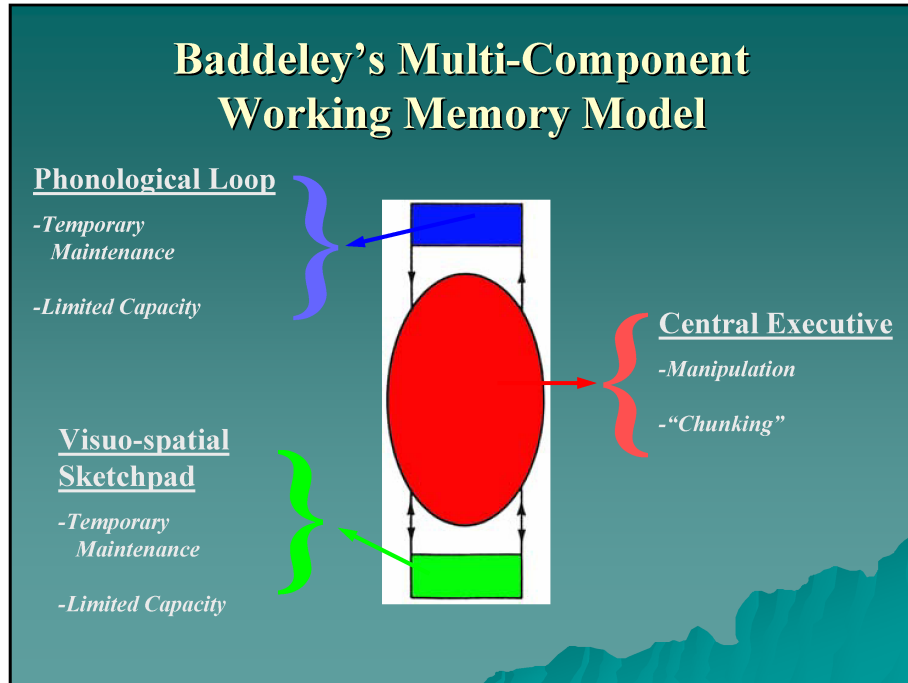 Baddeley’s Multi-Component
Working Memory Model
Phonological Loop
-Temporary
Maintenance
-Limited Capacity
Central Executive
-Manipulation
-“Chunking”
Visuo-spatial
Sketchpad
-Temporary
Maintenance
-Limited Capacity